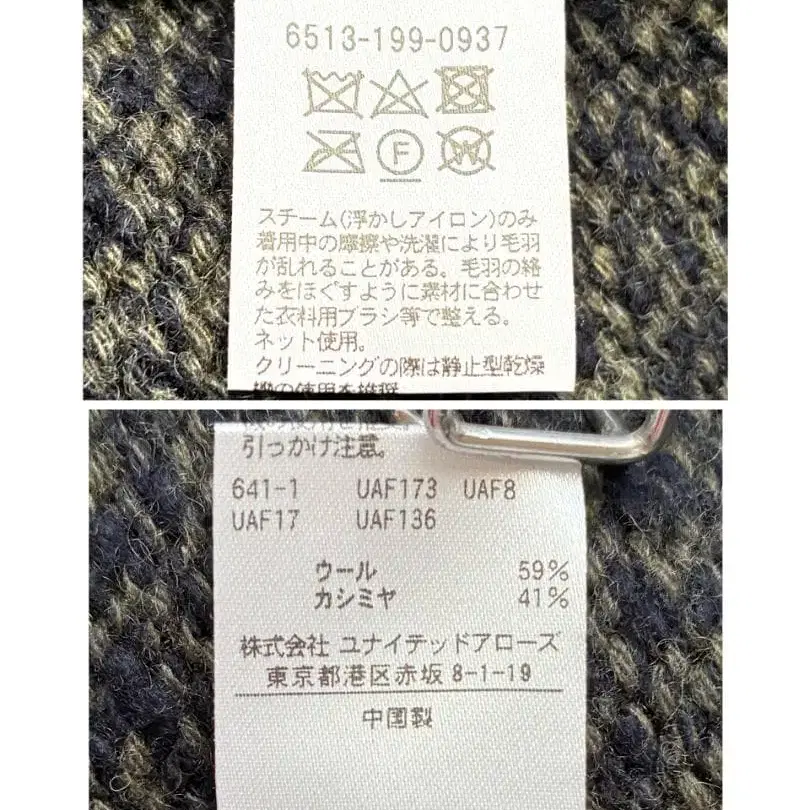 6513-199-0937
F
W
スチーム(浮かしアイロン)のみ
着用中の摩擦や洗濯により毛羽
が乱れることがある。毛羽の絡
みをほぐすように素材に合わせ
た衣料用ブラシ等で整える。
ネット使用。
クリーニングの際は静止型乾燥
機の使用を推奨
引っかけ注意。
641-1 UAF173 UAF8
UAF17 UAF136
ウール 59%
カシミヤ 41%
株式会社 ユナイテッドアローズ
東京都港区赤坂 8-1-19
中国製